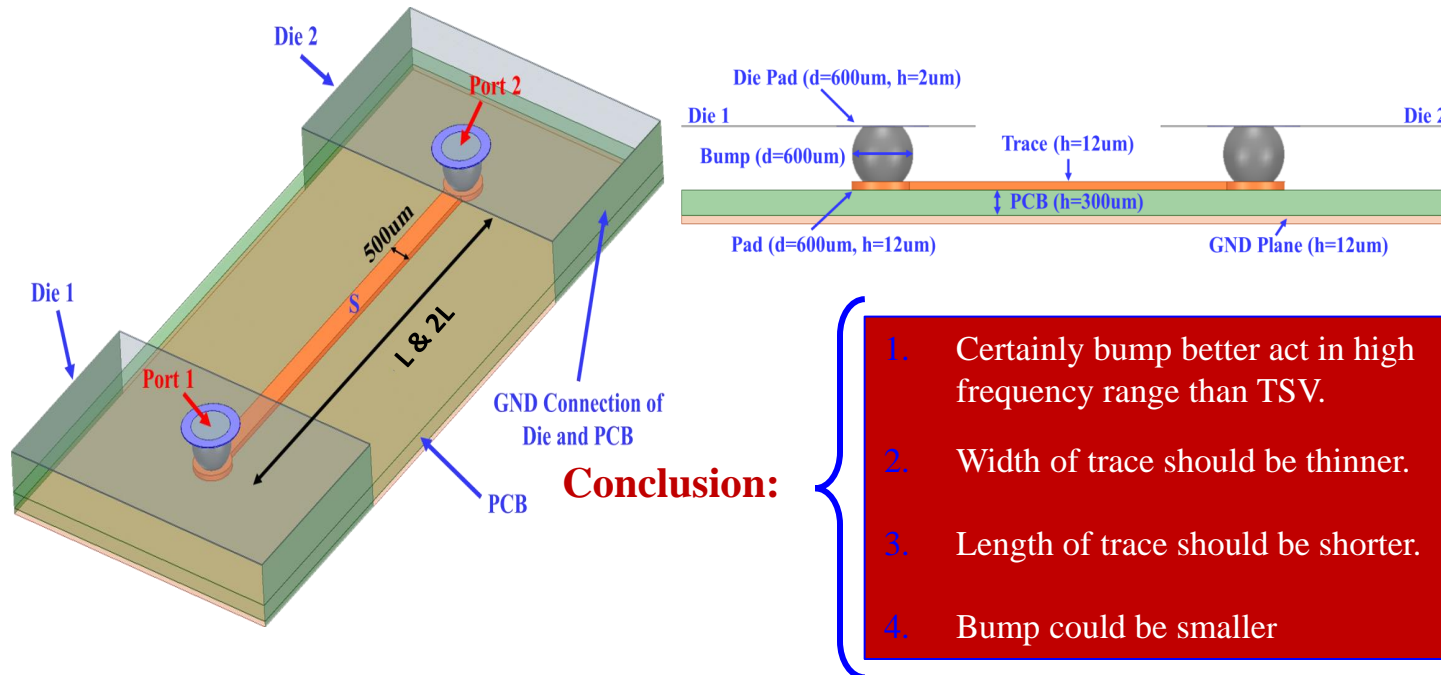 Die 2
Port 2
500um
S
L & 2L
Die 1
Port 1
GND Connection of
Die and PCB
PCB
Die Pad (d=600um, h=2um)
Die 1
Die 2
Bump (d=600um)
Trace (h=12um)
PCB (h=300um)
Pad (d=600um, h=12um)
GND Plane (h=12um)
Conclusion:
1. Certainly bump better act in high
frequency range than TSV.
2. Width of trace should be thinner.
3. Length of trace should be shorter.
4. Bump could be smaller